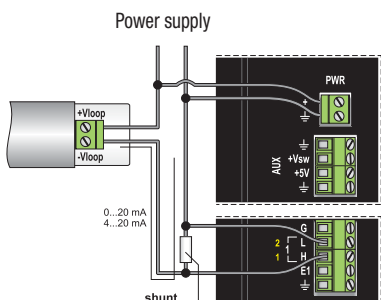 Power supply
PWR
+
+Vloop
-Vloop
AUX
+Vsw
+5V
0...20 mA
4...20 mA
G
2
L
1
1
H
E1
shunt